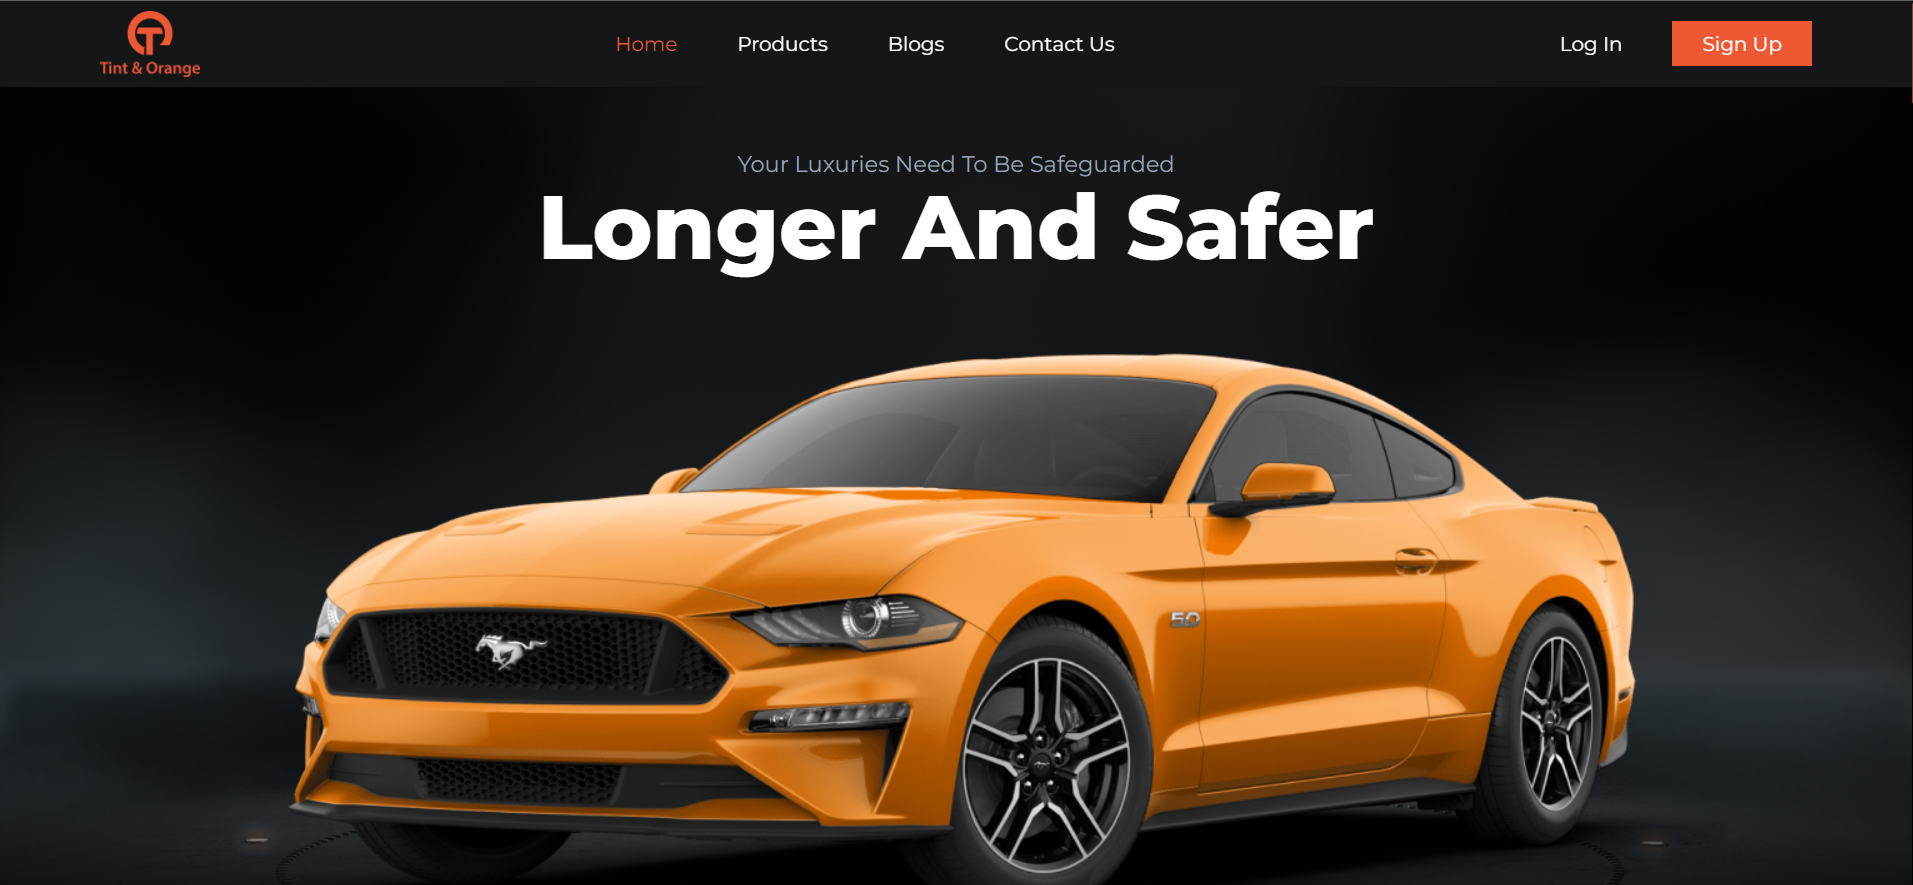 Tint & Orange
Home
Products
Blogs
Contact Us
Log In
Sign Up
Your Luxuries Need To Be Safeguarded
Longer And Safer
5.0